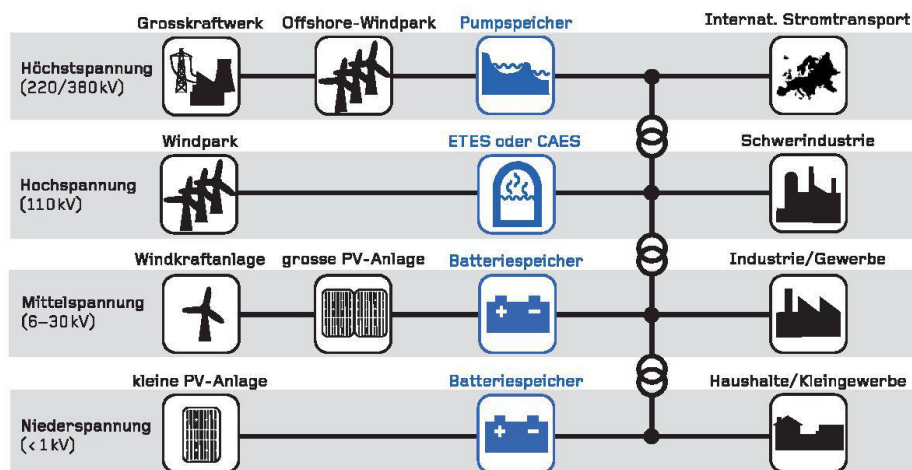 Grosskraftwerk
Offshore-Windpark
Pumpspeicher
Internat. Stromtransport
Höchstspannung
(220/380kV)
Windpark
ETES oder CAES
Schwerindustrie
Hochspannung
(110kV)
Windkraftanlage
grosse PV-Anlage
Batteriespeicher
Industrie/Gewerbe
Mittelspannung
(6–30kV)
+ –
kleine PV-Anlage
Batteriespeicher
Haushalte/Kleingewerbe
Niederspannung
(<1kV)
+ –